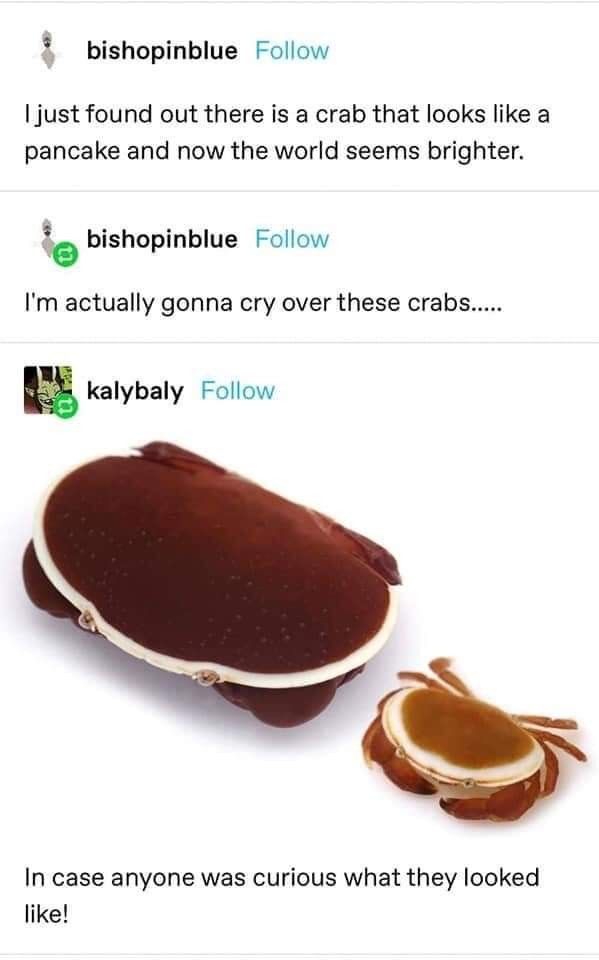 bishopinblue Follow
I just found out there is a crab that looks like a
pancake and now the world seems brighter.
bishopinblue Follow
I'm actually gonna cry over these crabs.....
kalybaly Follow
In case anyone was curious what they looked
like!